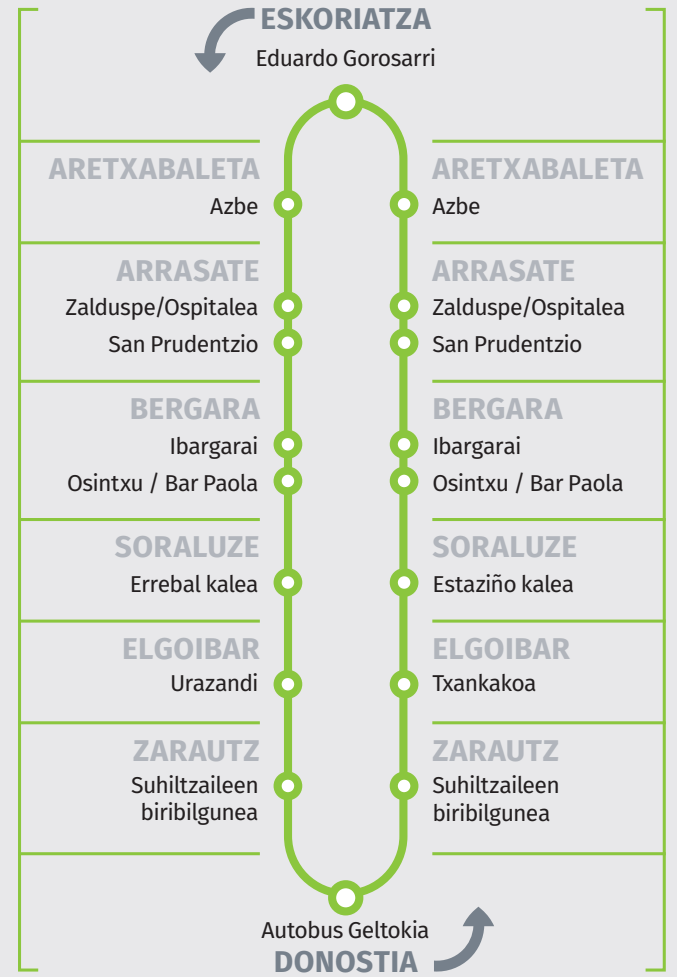 ESKORIATZA
Eduardo Gorosarri
ARETXABALETA
Azbe
ARRASATE
Zalduspe/Ospitalea
San Prudentzio
BERGARA
Ibargarai
Osintxu / Bar Paola
SORALUZE
Errebal kalea
ELGOIBAR
Urazandi
ZARAUTZ
Suhiltzaileen
biribilgunea
ARETXABALETA
Azbe
ARRASATE
Zalduspe/Ospitalea
San Prudentzio
BERGARA
Ibargarai
Osintxu / Bar Paola
SORALUZE
Estaziño kalea
ELGOIBAR
Txankakoa
ZARAUTZ
Suhiltzaileen
biribilgunea
Autobus Geltokia
DONOSTIA